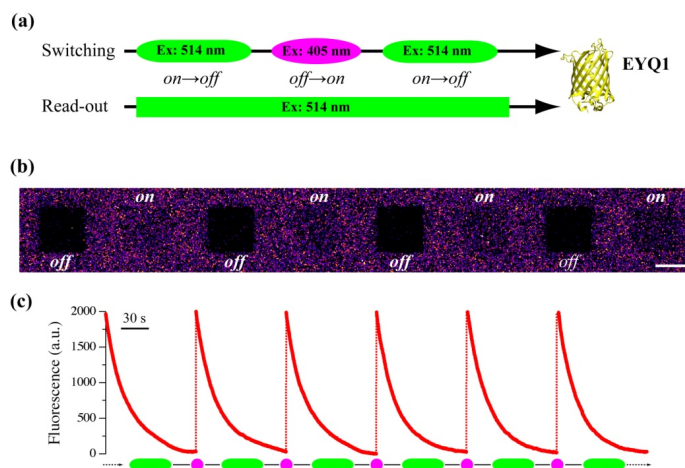 (a)
Switching Ex: 514 nm Ex: 405 nm Ex: 514 nm
on→off off→on on→off
EYQ1
Read-out Ex: 514 nm
(b)
on on on on
off off off off
(c)
30 s
Fluorescence (a.u.)
2000
1500
1000
500
0